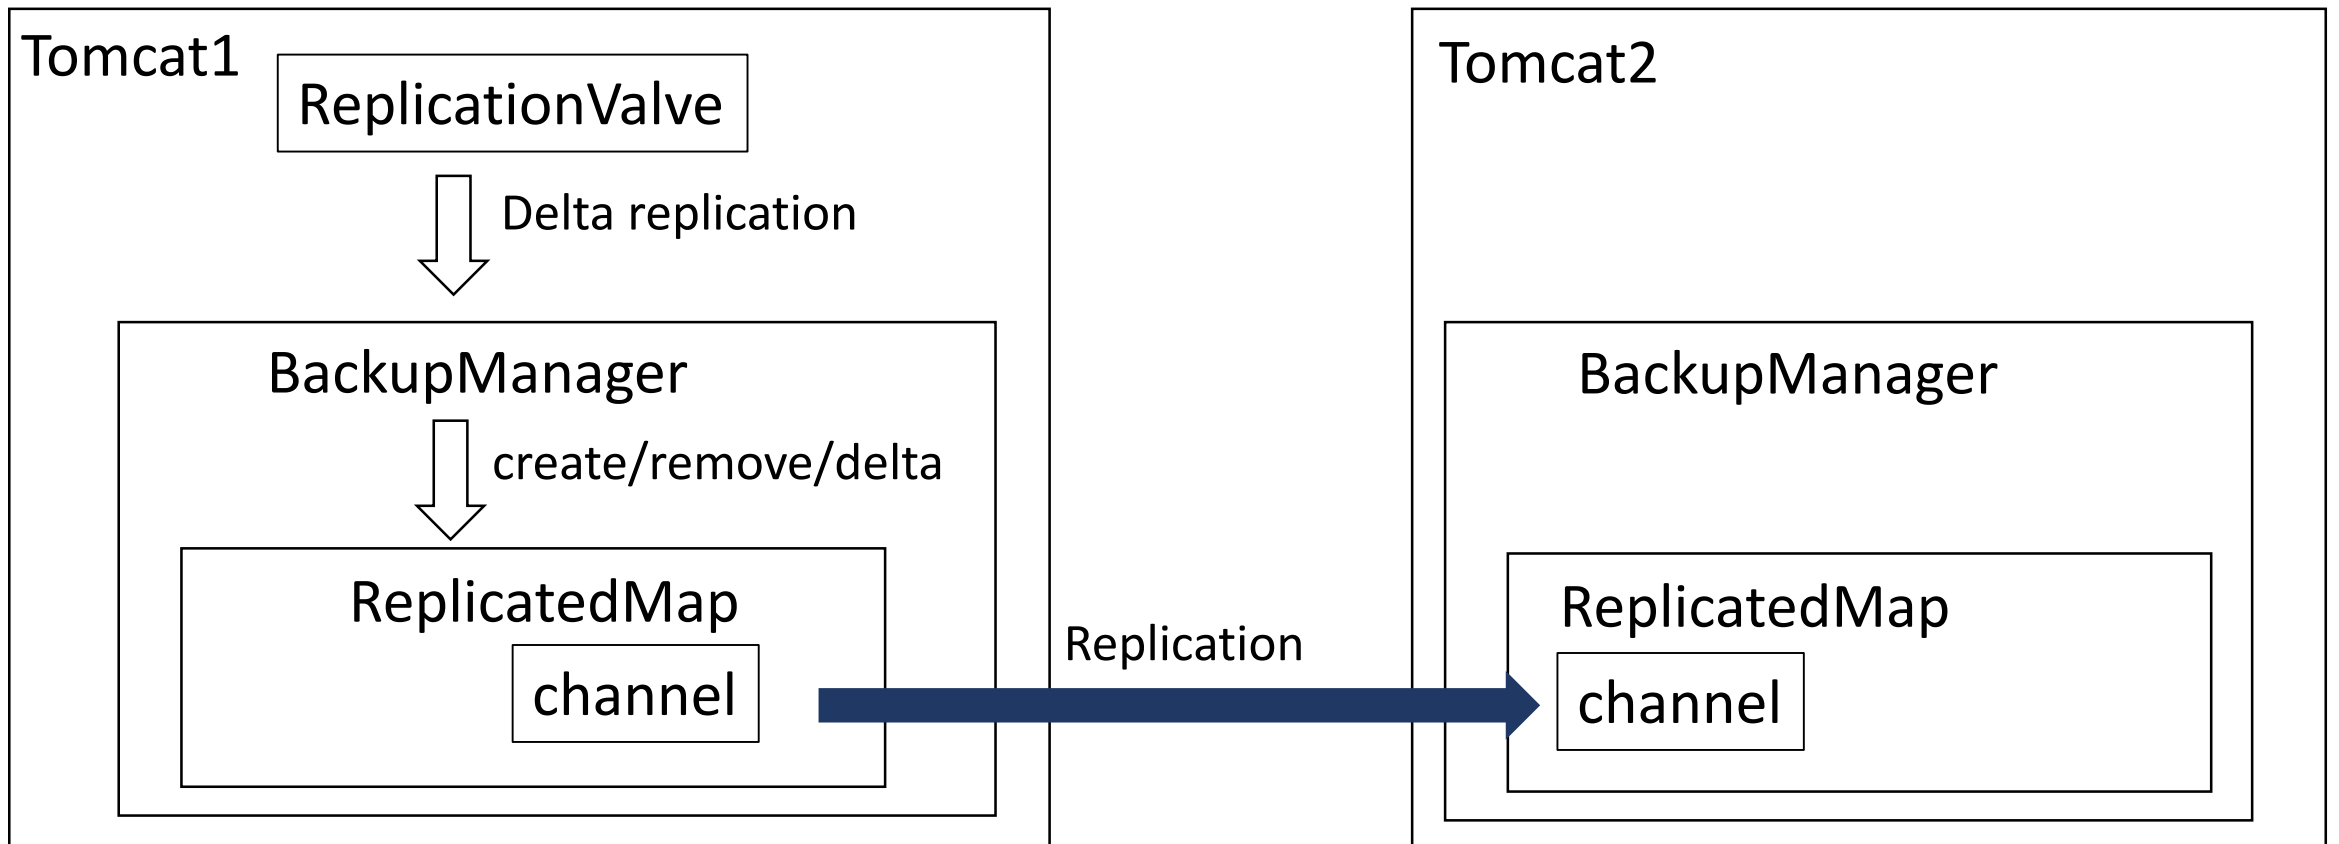 Tomcat1
ReplicationValve
Delta replication
BackupManager
create/remove/delta
ReplicatedMap
channel
Replication
Tomcat2
BackupManager
ReplicatedMap
channel